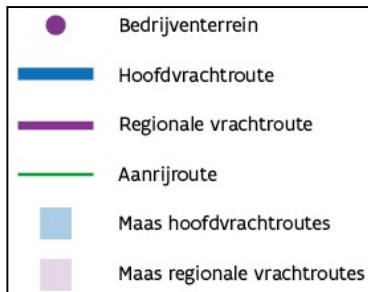 Bedrijventerrein
Hoofdvrachtroute
Regionale vrachtroute
Aanrijroute
Maas hoofdvrachtroutes
Maas regionale vrachtroutes